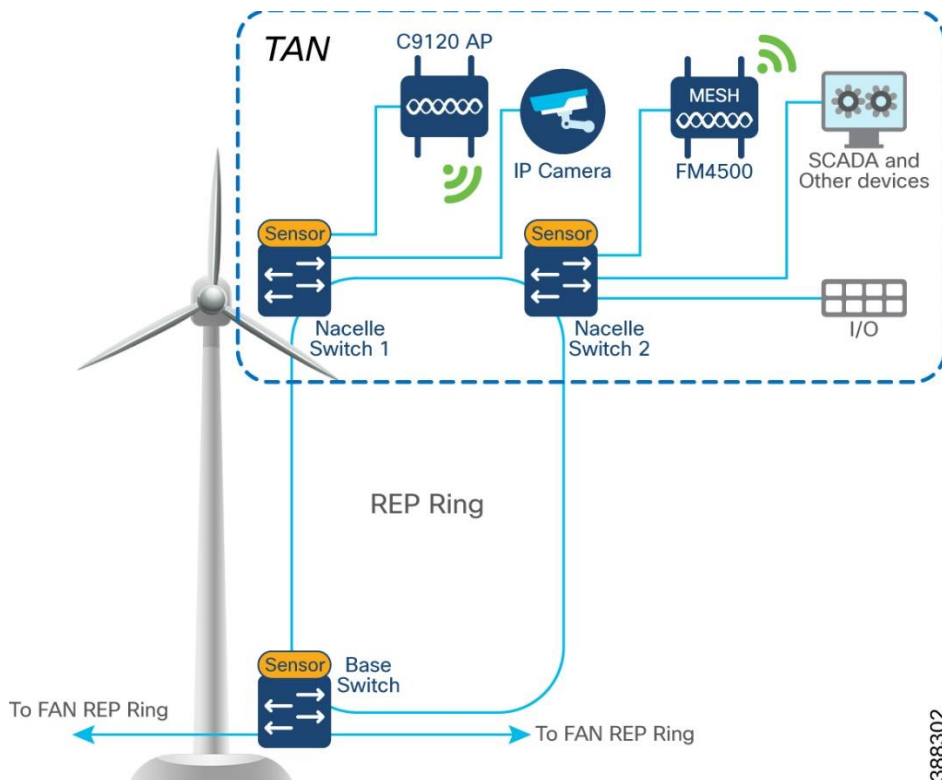 TAN
C9120 AP
IP Camera
MESH
FM4500
SCADA and
Other devices
Sensor
Sensor
I/O
Nacelle
Switch 1
Nacelle
Switch 2
REP Ring
Sensor
Base
Switch
To FAN REP Ring
To FAN REP Ring
388302